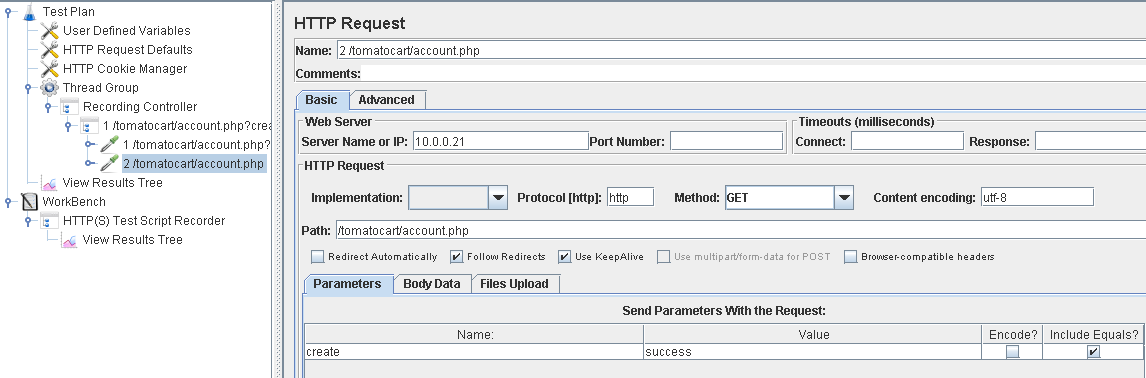 Test Plan
User Defined Variables
HTTP Request Defaults
HTTP Cookie Manager
Thread Group
Recording Controller
1 /tomatocart/account.php?crea
1 /tomatocart/account.php?
2 /tomatocart/account.php
View Results Tree
WorkBench
HTTP(S) Test Script Recorder
View Results Tree
HTTP Request
Name: 2 /tomatocart/account.php
Comments:
Basic Advanced
Web Server Timeouts (milliseconds)
Server Name or IP: 10.0.0.21 Port Number: Connect: Response:
HTTP Request
Implementation: Protocol [http]: http Method: GET Content encoding: utf-8
Path: /tomatocart/account.php
Redirect Automatically Follow Redirects Use KeepAlive Use multipart/form-data for POST Browser-compatible headers
Parameters Body Data Files Upload
Send Parameters With the Request:
Name: Value Encode? Include Equals?
create success